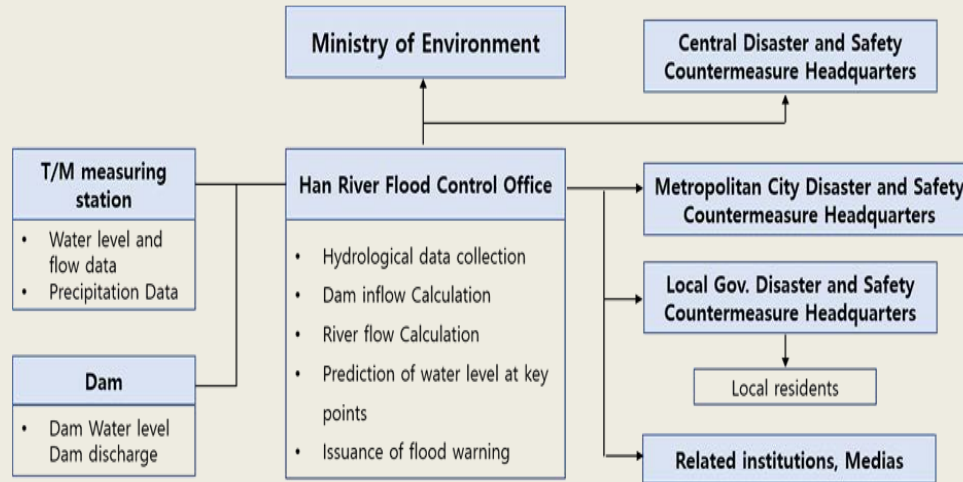 Ministry of Environment
Central Disaster and Safety
Countermeasure Headquarters
T/M measuring
station
• Water level and
flow data
• Precipitation Data
Dam
• Dam Water level
Dam discharge
Han River Flood Control Office
• Hydrological data collection
• Dam inflow Calculation
• River flow Calculation
• Prediction of water level at key
points
• Issuance of flood warning
Metropolitan City Disaster and Safety
Countermeasure Headquarters
Local Gov. Disaster and Safety
Countermeasure Headquarters
Local residents
Related institutions, Medias